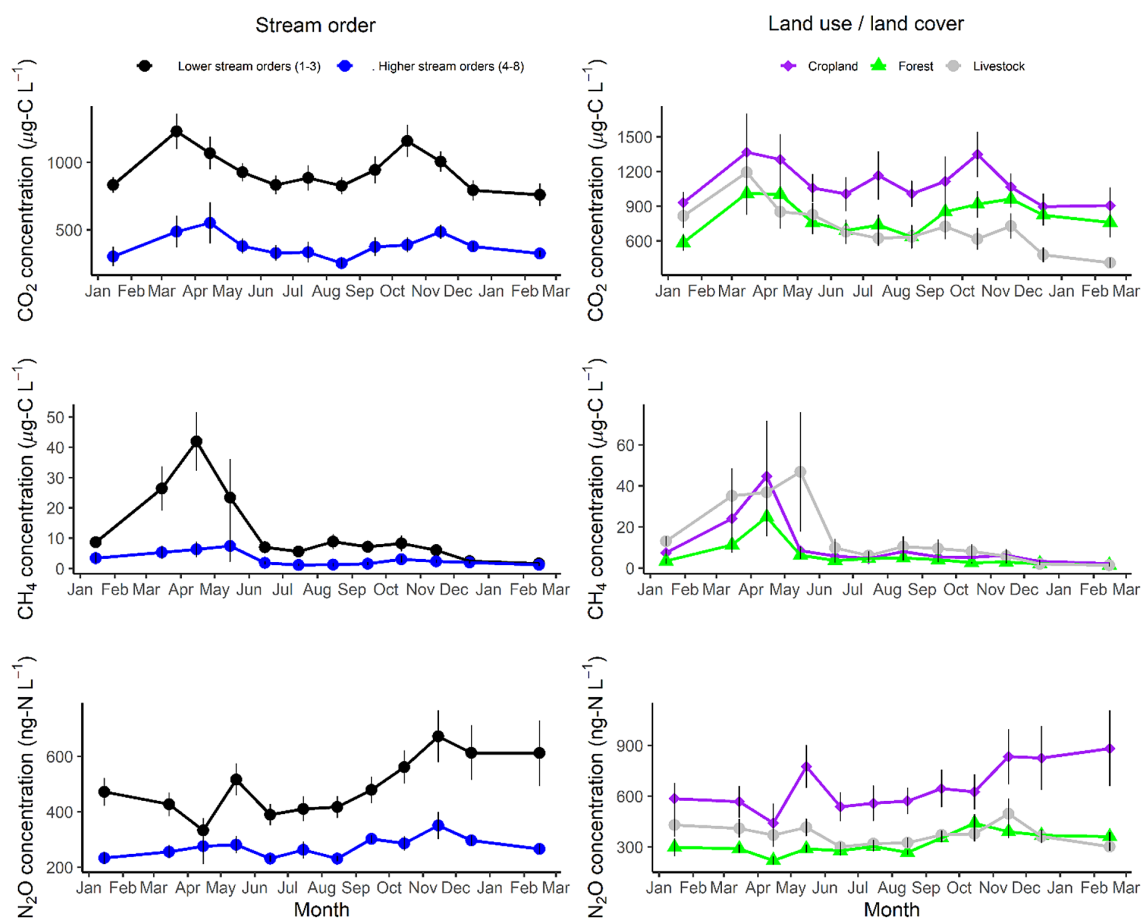 Stream order
Land use / land cover
Lower stream orders (1-3) . Higher stream orders (4-8)
Cropland Forest Livestock
CO₂ concentration (μg-C L⁻¹)
1000
500
Jan Feb Mar Apr May Jun Jul Aug Sep Oct Nov Dec Jan Feb Mar
CO₂ concentration (μg-C L⁻¹)
1500
1200
900
600
Jan Feb Mar Apr May Jun Jul Aug Sep Oct Nov Dec Jan Feb Mar
CH₄ concentration (μg-C L⁻¹)
50
40
30
20
10
0
Jan Feb Mar Apr May Jun Jul Aug Sep Oct Nov Dec Jan Feb Mar
CH₄ concentration (μg-C L⁻¹)
60
40
20
0
Jan Feb Mar Apr May Jun Jul Aug Sep Oct Nov Dec Jan Feb Mar
N₂O concentration (ng-N L⁻¹)
600
400
200
Jan Feb Mar Apr May Jun Jul Aug Sep Oct Nov Dec Jan Feb Mar
Month
N₂O concentration (ng-N L⁻¹)
900
600
300
Jan Feb Mar Apr May Jun Jul Aug Sep Oct Nov Dec Jan Feb Mar
Month